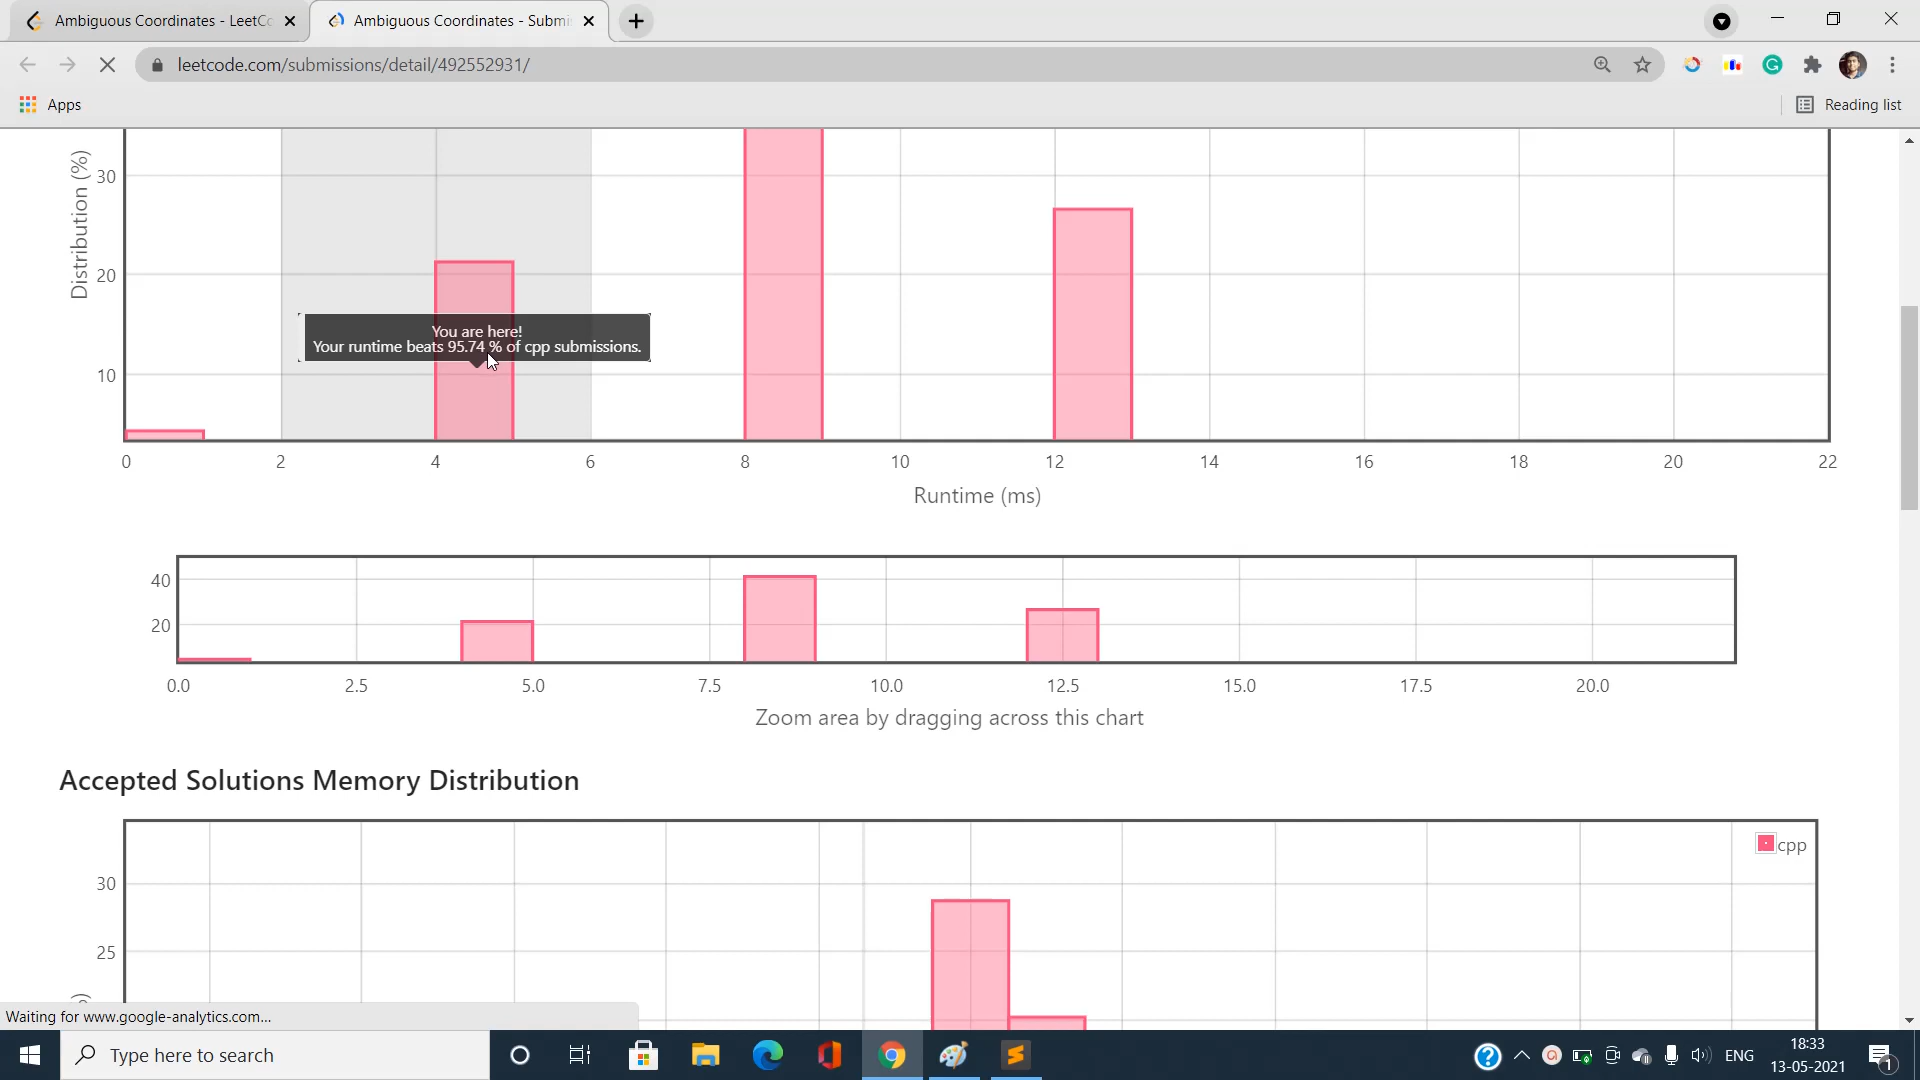 Ambiguous Coordinates - LeetCo
Ambiguous Coordinates - Submi
leetcode.com/submissions/detail/492552931/
Apps
Reading list
Distribution (%)
30
20
10
You are here!
Your runtime beats 95.74 % of cpp submissions.
0 2 4 6 8 10 12 14 16 18 20 22
Runtime (ms)
40
20
0.0 2.5 5.0 7.5 10.0 12.5 15.0 17.5 20.0
Zoom area by dragging across this chart
Accepted Solutions Memory Distribution
cpp
30
25
Waiting for www.google-analytics.com...
Type here to search
ENG
18:33
13-05-2021
1